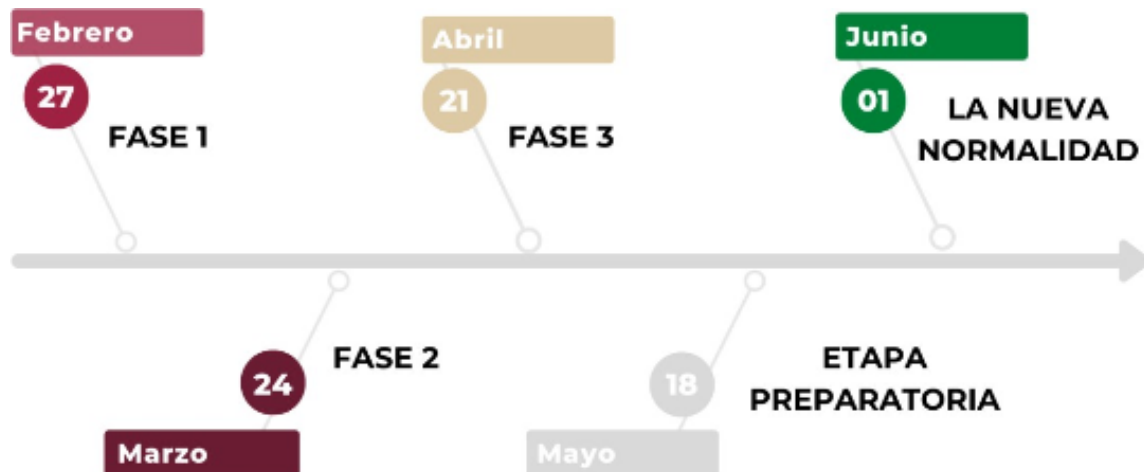 Febrero
27
FASE 1
Abril
21
FASE 3
Junio
01
LA NUEVA
NORMALIDAD
24
FASE 2
Marzo
18
ETAPA
PREPARATORIA
Mayo